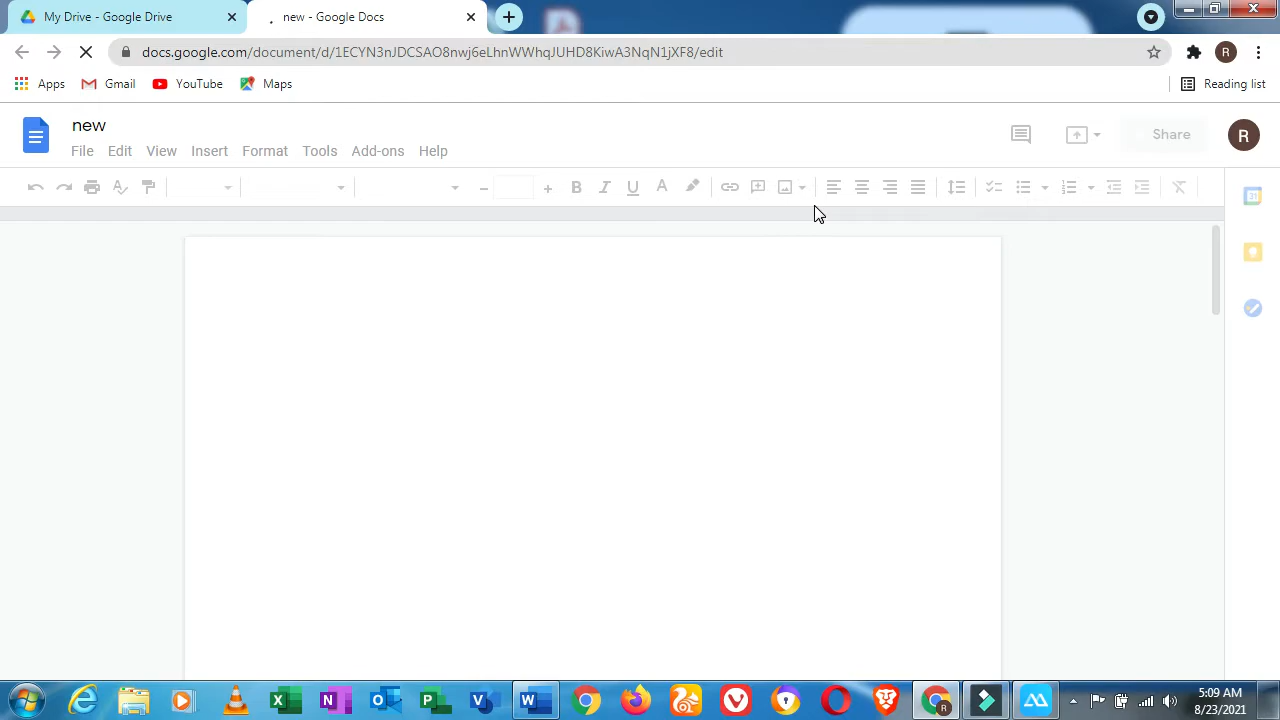 My Drive - Google Drive
new - Google Docs
docs.google.com/document/d/1ECYN3nJDCSAO8nwj6eLhnWWhqJUHD8KiwA3NqN1jXF8/edit
R
Apps
Gmail
YouTube
Maps
Reading list
new
Share
R
File
Edit
View
Insert
Format
Tools
Add-ons
Help
B
I
U
A
31
X
N
O
P
V
W
R
5:09 AM
8/23/2021